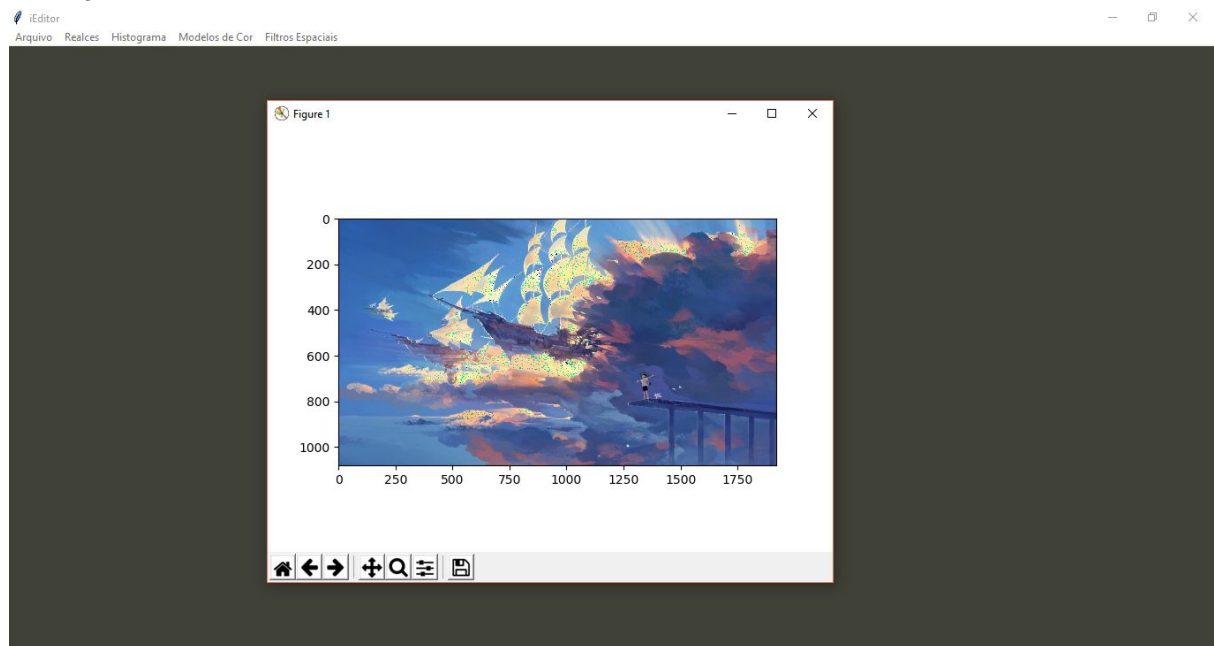 iEditor
Arquivo Realces Histograma Modelos de Cor Filtros Espaciais
Figure 1
0
200
400
600
800
1000
0 250 500 750 1000 1250 1500 1750